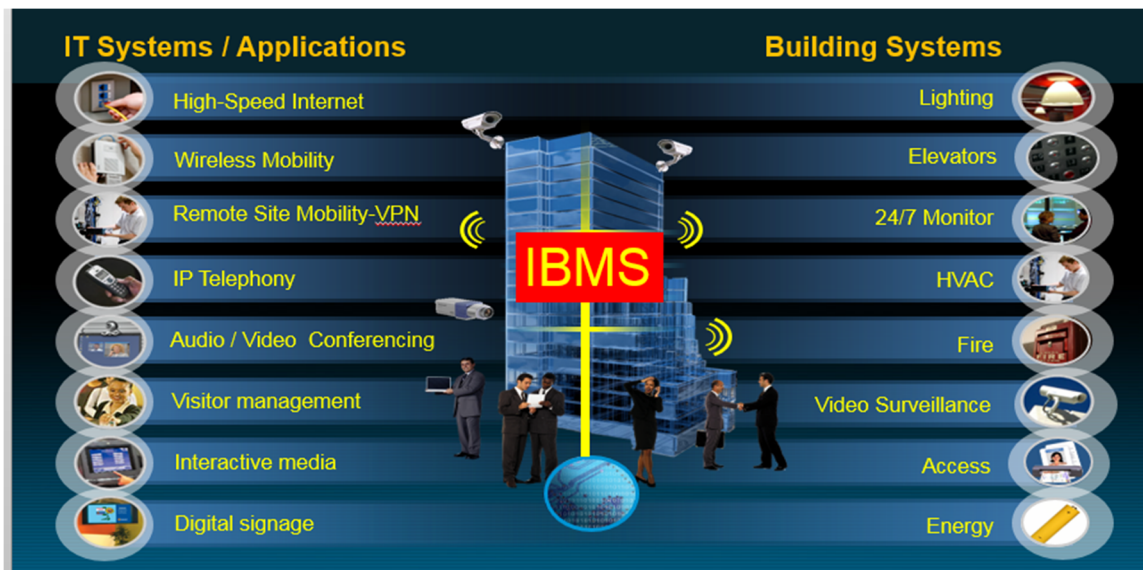 IT Systems / Applications
Building Systems
High-Speed Internet
Lighting
Wireless Mobility
Elevators
Remote Site Mobility-VPN
24/7 Monitor
IBMS
IP Telephony
HVAC
Audio / Video Conferencing
Fire
FIRE
Visitor management
Video Surveillance
Interactive media
Access
Digital signage
Energy